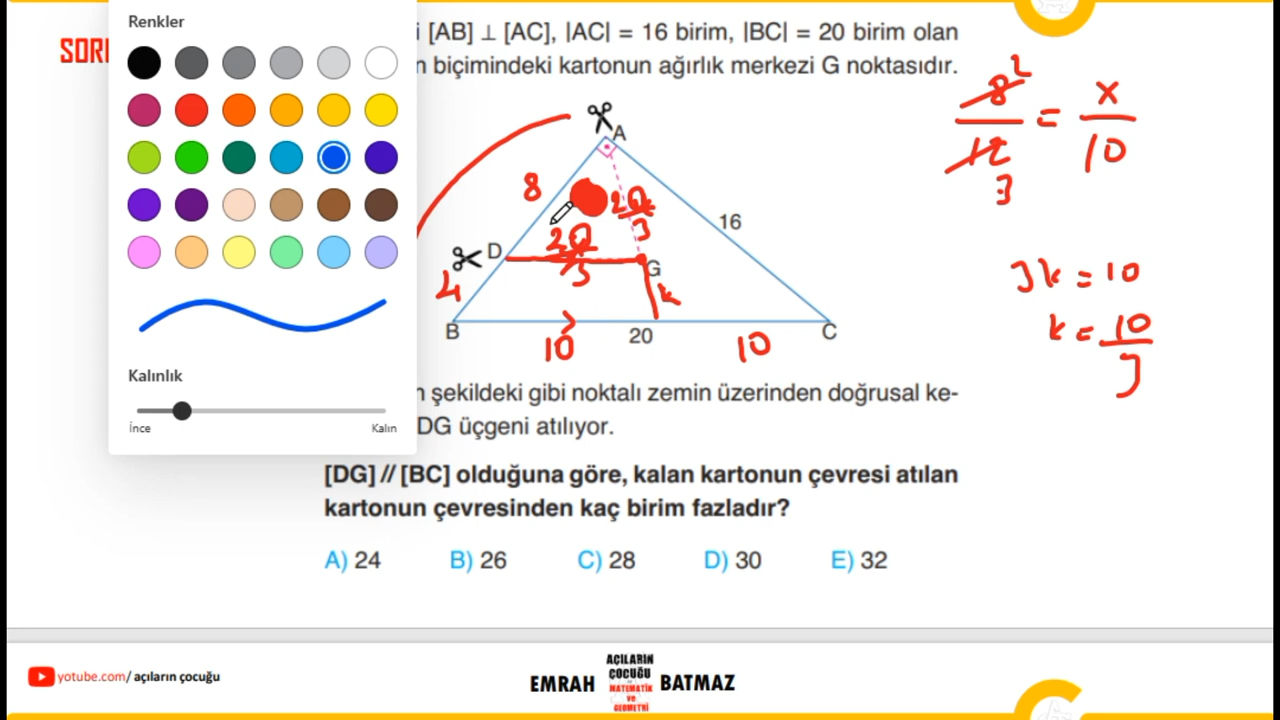 Renkler
Kalınlık
İnce
Kalın
SORU
[AB] ⊥ [AC], |AC| = 16 birim, |BC| = 20 birim olan
biçimindeki kartonun ağırlık merkezi G noktasıdır.
A
8
2k
3
16
D
20
3
G
4
k
B
20
C
10
10
8 2
12
3
= x
10
3k = 10
k = 10
3
şekildeki gibi noktalı zemin üzerinden doğrusal ke-
DG üçgeni atılıyor.
[DG] // [BC] olduğuna göre, kalan kartonun çevresi atılan
kartonun çevresinden kaç birim fazladır?
A) 24 B) 26 C) 28 D) 30 E) 32
yotube.com/ açıların çocuğu
EMRAH
AÇILARIN
ÇOCUĞU
MATEMATİK
ve
GEOMETRİ
BATMAZ